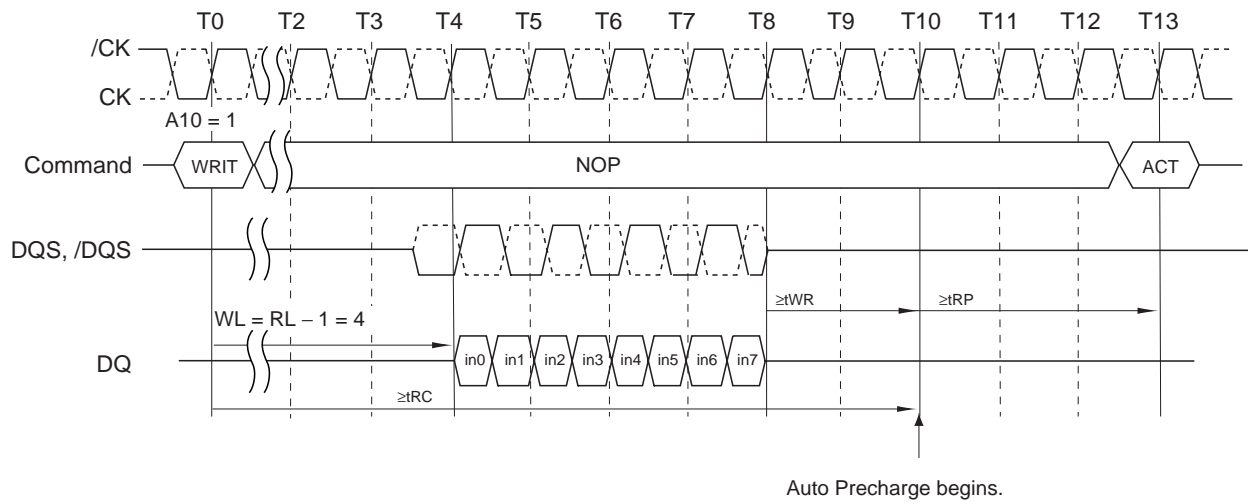 T0 T2 T3 T4 T5 T6 T7 T8 T9 T10 T11 T12 T13
/CK
CK
A10 = 1
Command WRIT NOP ACT
DQS, /DQS
≥tWR ≥tRP
WL = RL − 1 = 4
DQ in0 in1 in2 in3 in4 in5 in6 in7
≥tRC
Auto Precharge begins.